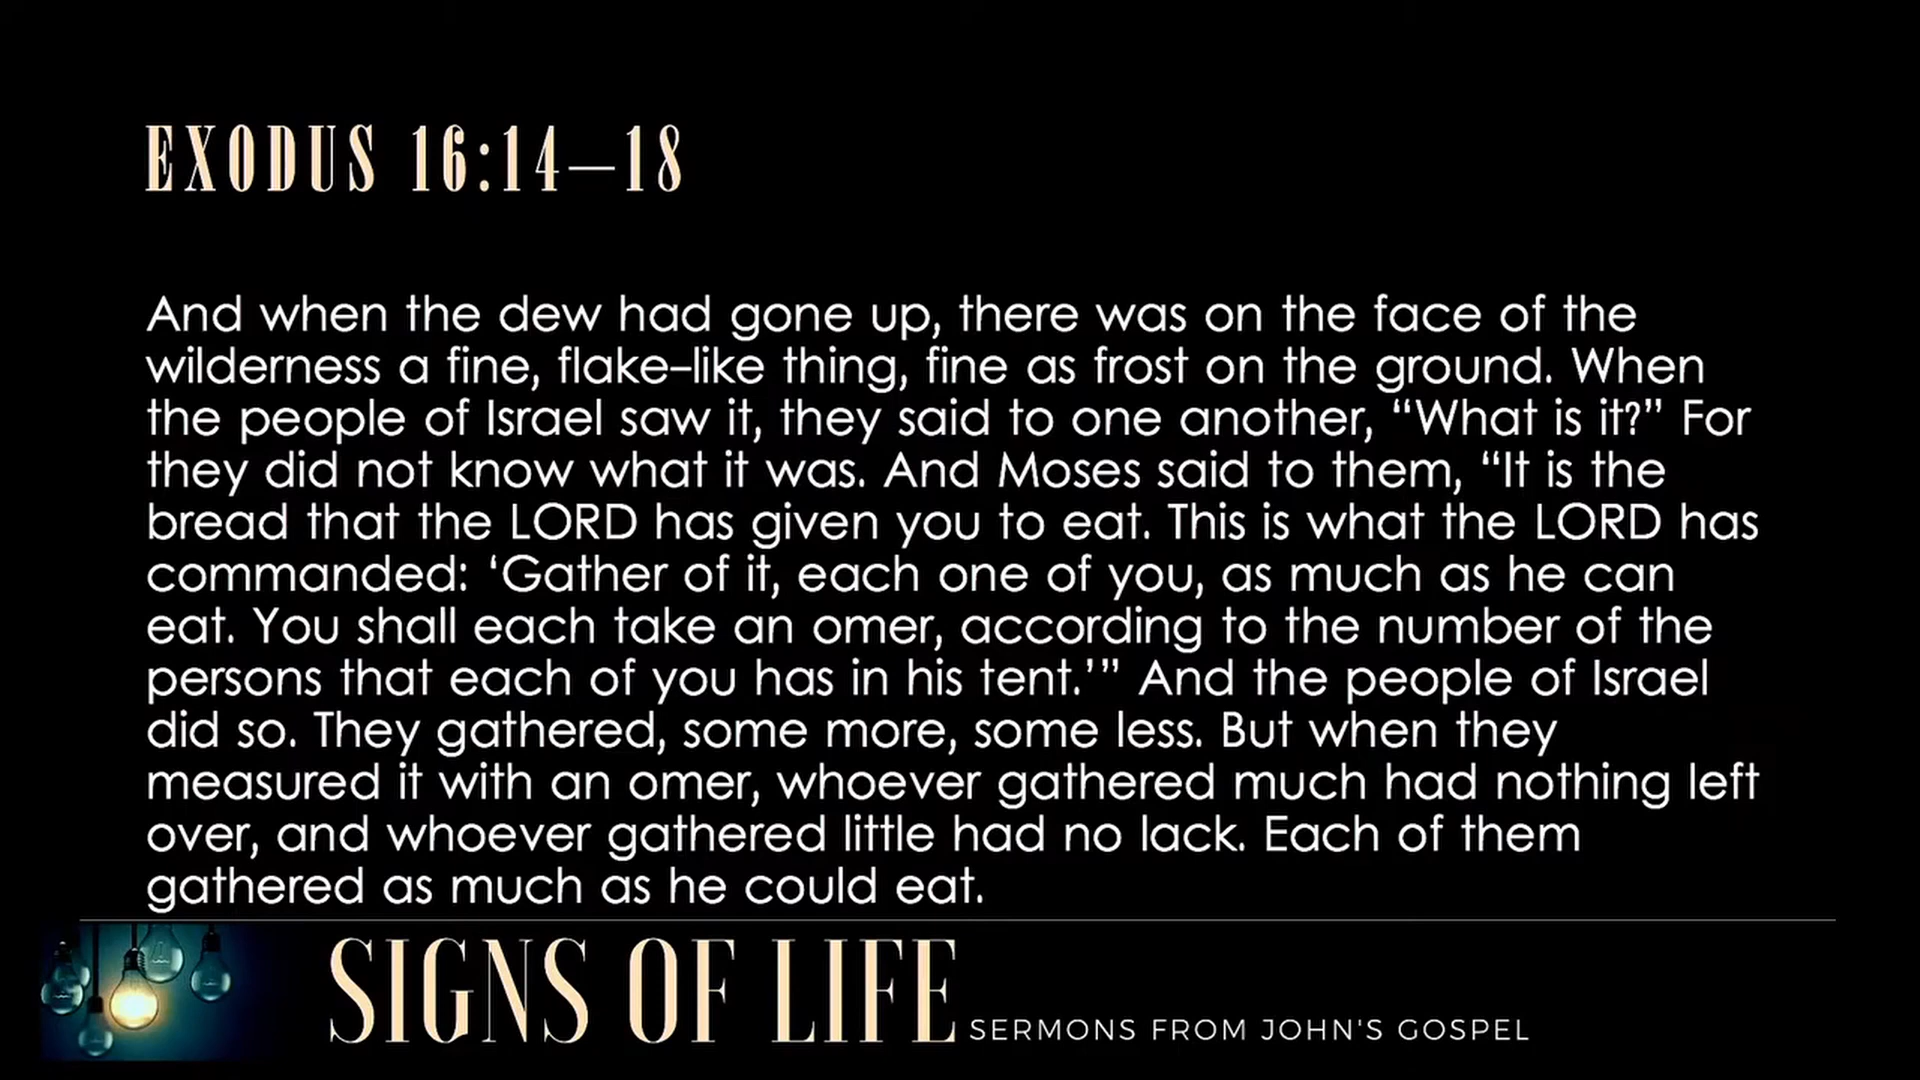 EXODUS 16:14—18
And when the dew had gone up, there was on the face of the
wilderness a fine, flake–like thing, fine as frost on the ground. When
the people of Israel saw it, they said to one another, “What is it?” For
they did not know what it was. And Moses said to them, “It is the
bread that the LORD has given you to eat. This is what the LORD has
commanded: ‘Gather of it, each one of you, as much as he can
eat. You shall each take an omer, according to the number of the
persons that each of you has in his tent.’” And the people of Israel
did so. They gathered, some more, some less. But when they
measured it with an omer, whoever gathered much had nothing left
over, and whoever gathered little had no lack. Each of them
gathered as much as he could eat.
SIGNS OF LIFE SERMONS FROM JOHN'S GOSPEL